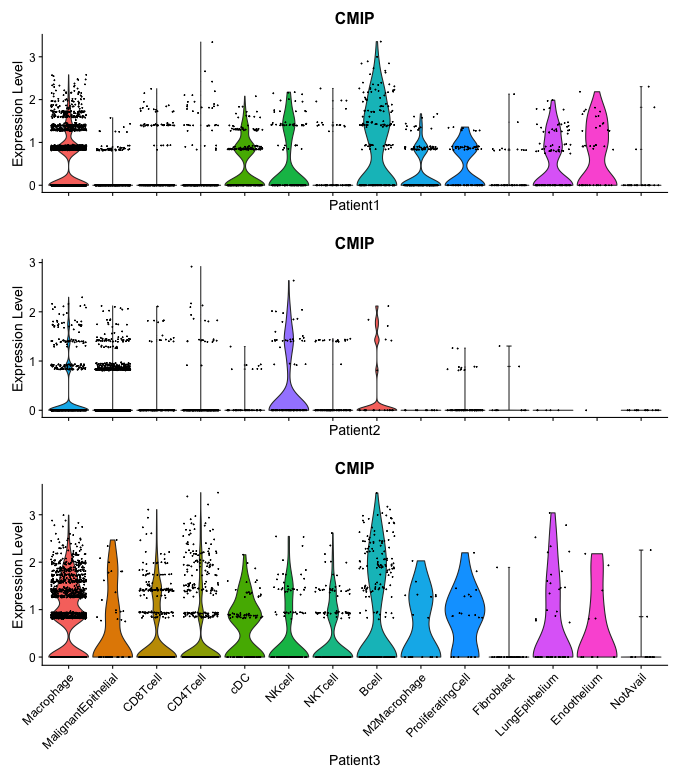 CMIP
Expression Level
3
2
1
0
Patient1
CMIP
Expression Level
3
2
1
0
Patient2
CMIP
Expression Level
3
2
1
0
Macrophage
MalignantEpithelial
CD8Tcell
CD4Tcell
cDC
NKcell
NKTcell
Bcell
M2Macrophage
ProliferatingCell
Fibroblast
LungEpithelium
Endothelium
NotAvail
Patient3